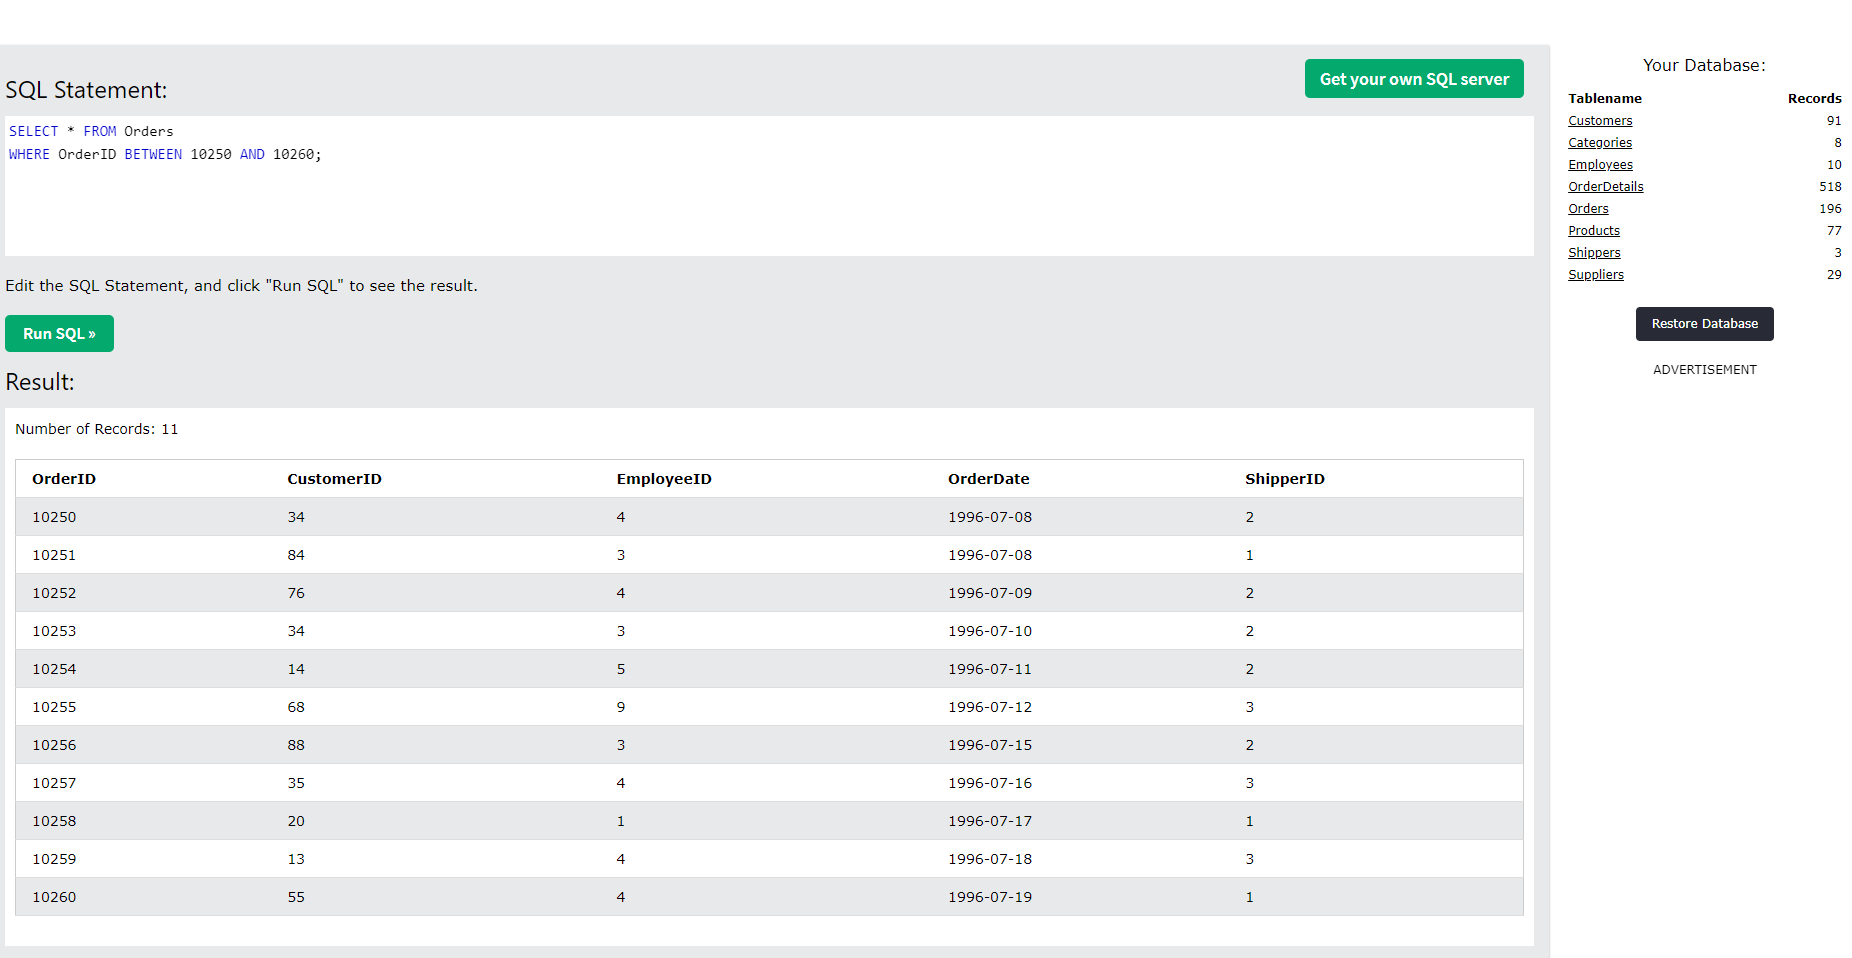 SQL Statement:
Get your own SQL server
SELECT * FROM Orders
WHERE OrderID BETWEEN 10250 AND 10260;
Edit the SQL Statement, and click "Run SQL" to see the result.
Run SQL »
Result:
Number of Records: 11
OrderID CustomerID EmployeeID OrderDate ShipperID
10250 34 4 1996-07-08 2
10251 84 3 1996-07-08 1
10252 76 4 1996-07-09 2
10253 34 3 1996-07-10 2
10254 14 5 1996-07-11 2
10255 68 9 1996-07-12 3
10256 88 3 1996-07-15 2
10257 35 4 1996-07-16 3
10258 20 1 1996-07-17 1
10259 13 4 1996-07-18 3
10260 55 4 1996-07-19 1
Your Database:
Tablename Records
Customers 91
Categories 8
Employees 10
OrderDetails 518
Orders 196
Products 77
Shippers 3
Suppliers 29
Restore Database
ADVERTISEMENT